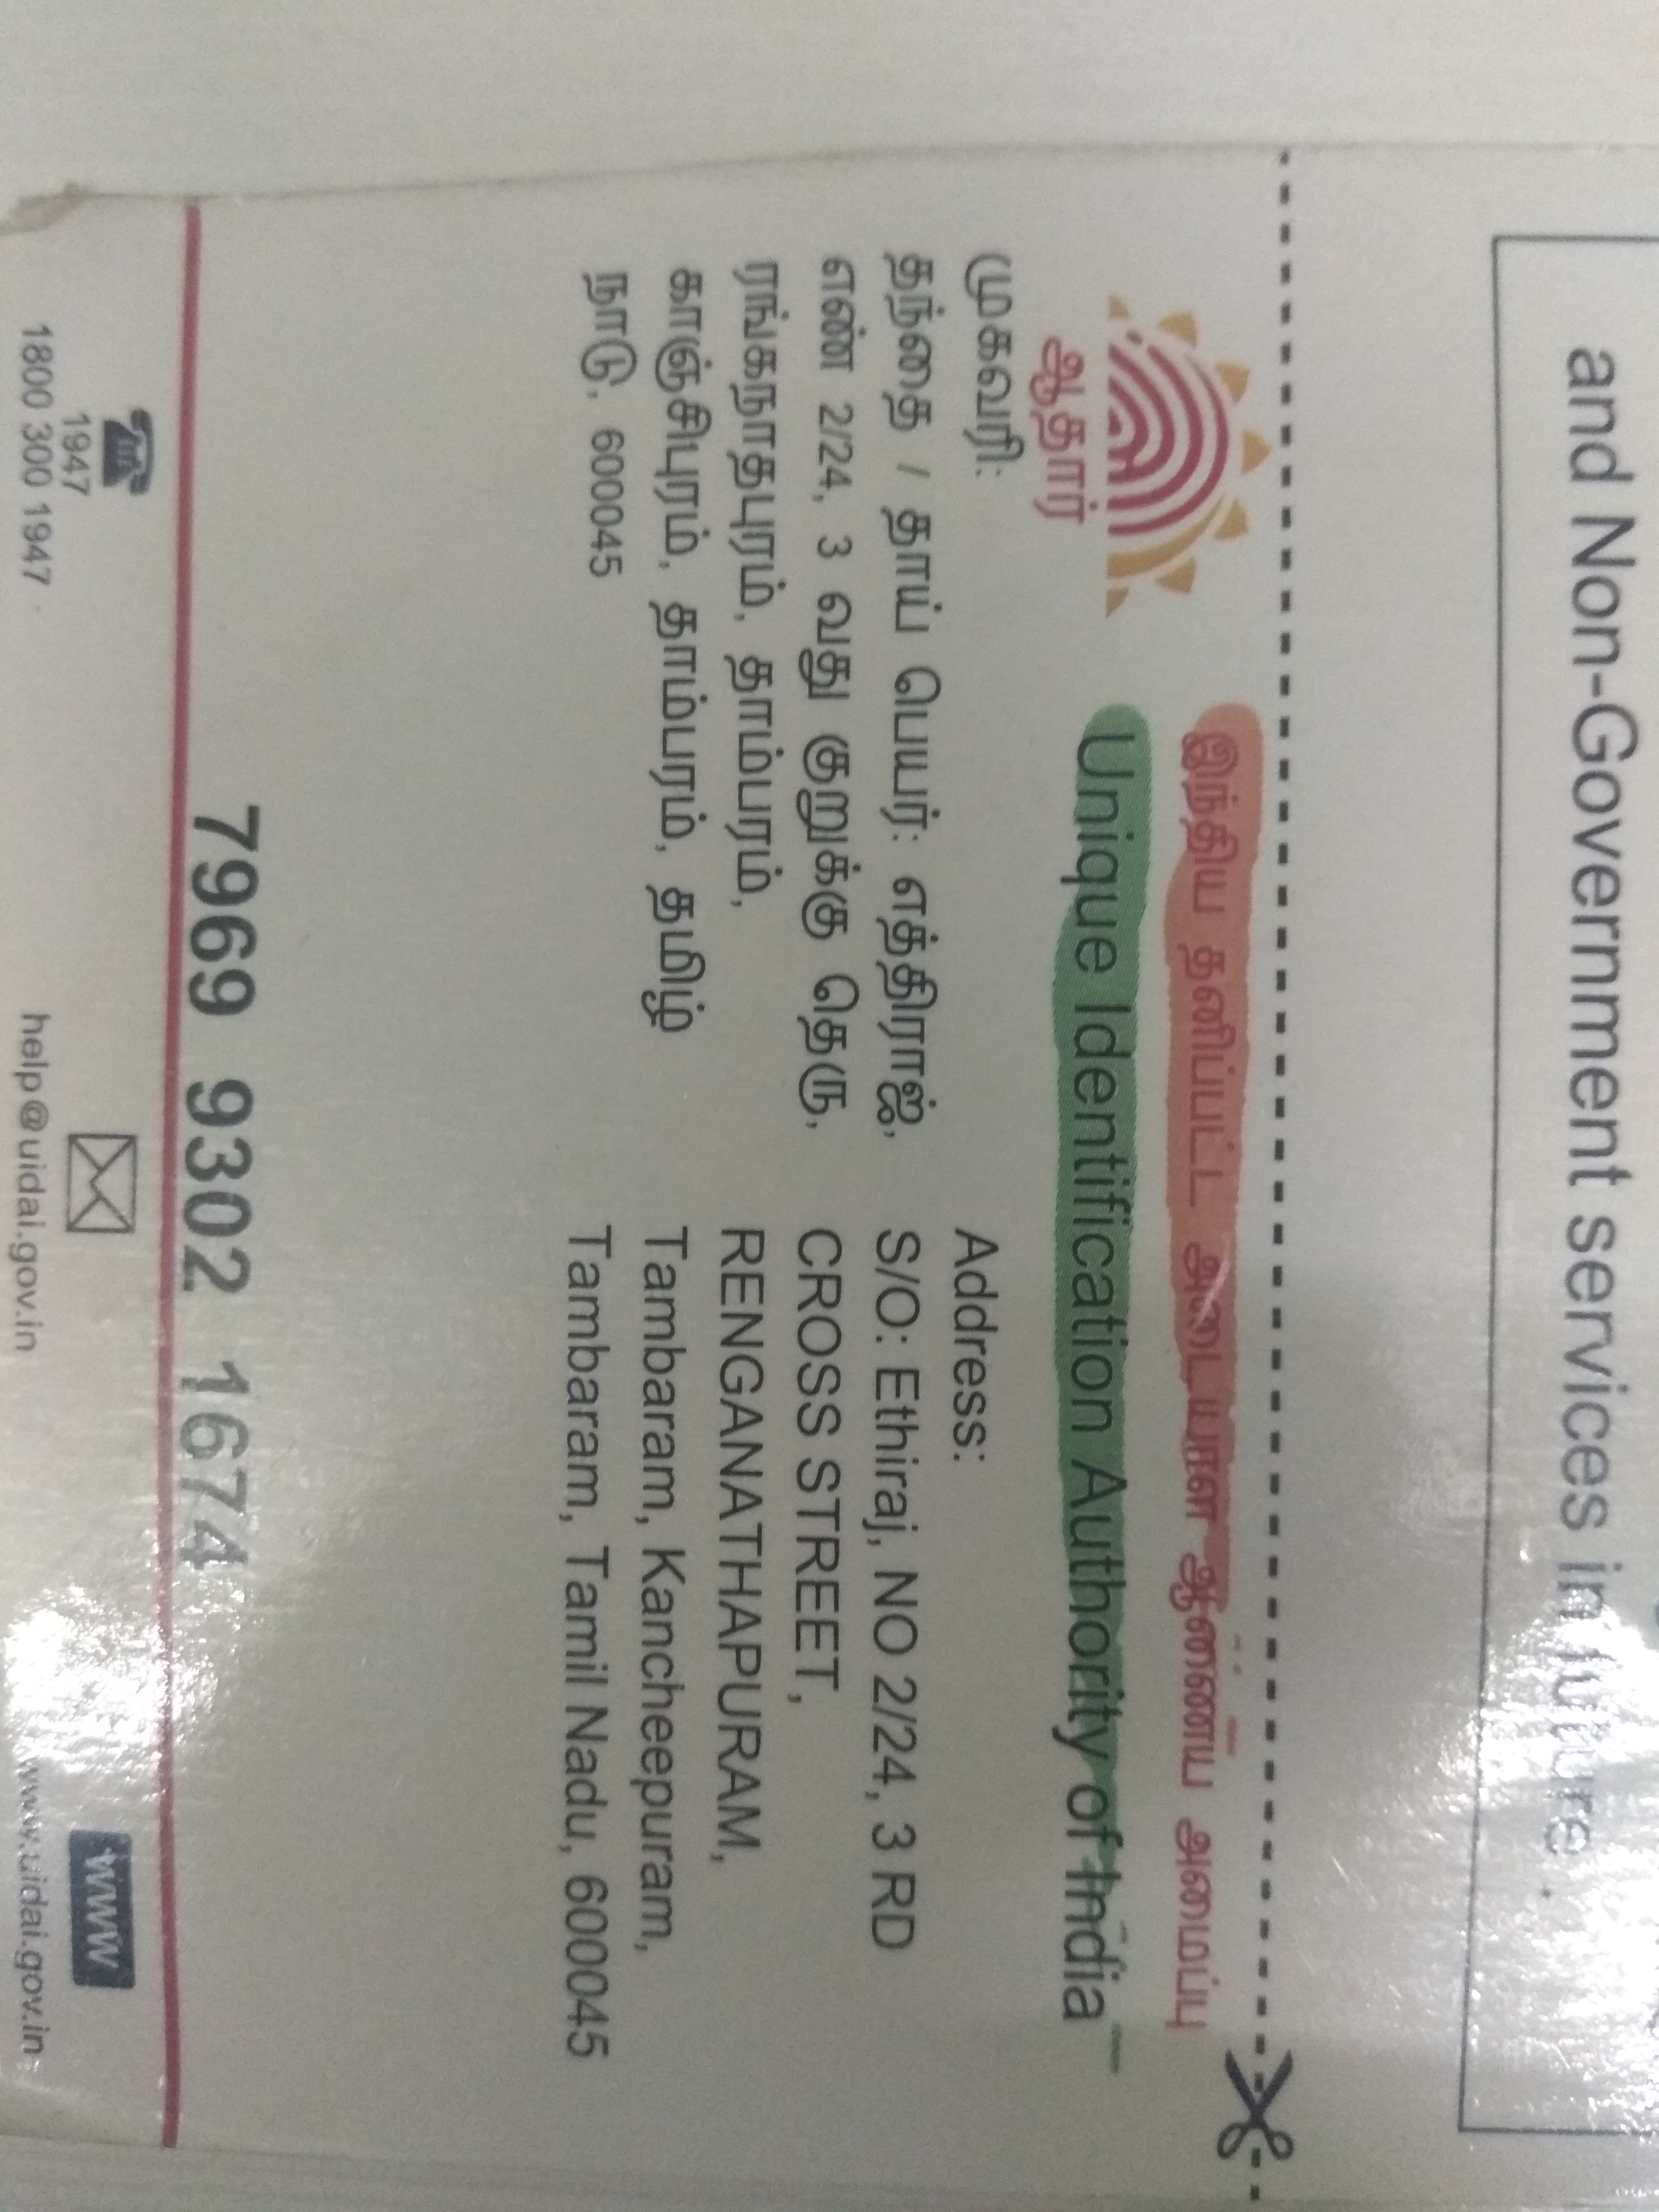 and Non-Government services in future .
ஆதார்
இந்திய தனிப்பட்ட அடையாள ஆணைய அமைப்பு
Unique Identification Authority of India
முகவரி:
தந்தை / தாய் பெயர்: எத்திராஜ்,
எண் 2/24, 3 வது குறுக்கு தெரு,
ரங்கநாதபுரம், தாம்பரம்,
காஞ்சிபுரம், தாம்பரம், தமிழ்
நாடு, 600045
Address:
S/O: Ethiraj, NO 2/24, 3 RD
CROSS STREET,
RENGANATHAPURAM,
Tambaram, Kancheepuram,
Tambaram, Tamil Nadu, 600045
7969 9302 1674
1947
1800 300 1947
help@uidai.gov.in
www
www.uidai.gov.in